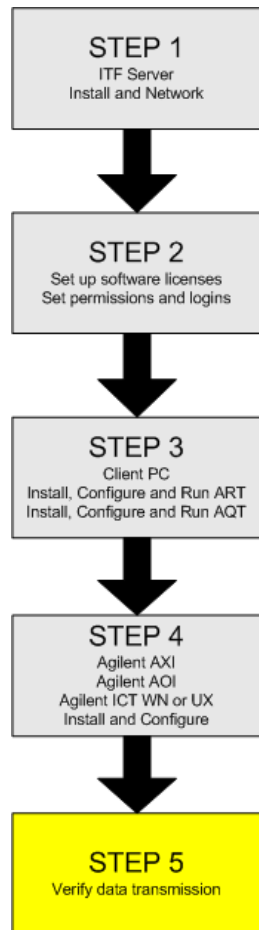 STEP 1
ITF Server
Install and Network
STEP 2
Set up software licenses
Set permissions and logins
STEP 3
Client PC
Install, Configure and Run ART
Install, Configure and Run AQT
STEP 4
Agilent AXI
Agilent AOI
Agilent ICT WN or UX
Install and Configure
STEP 5
Verify data transmission